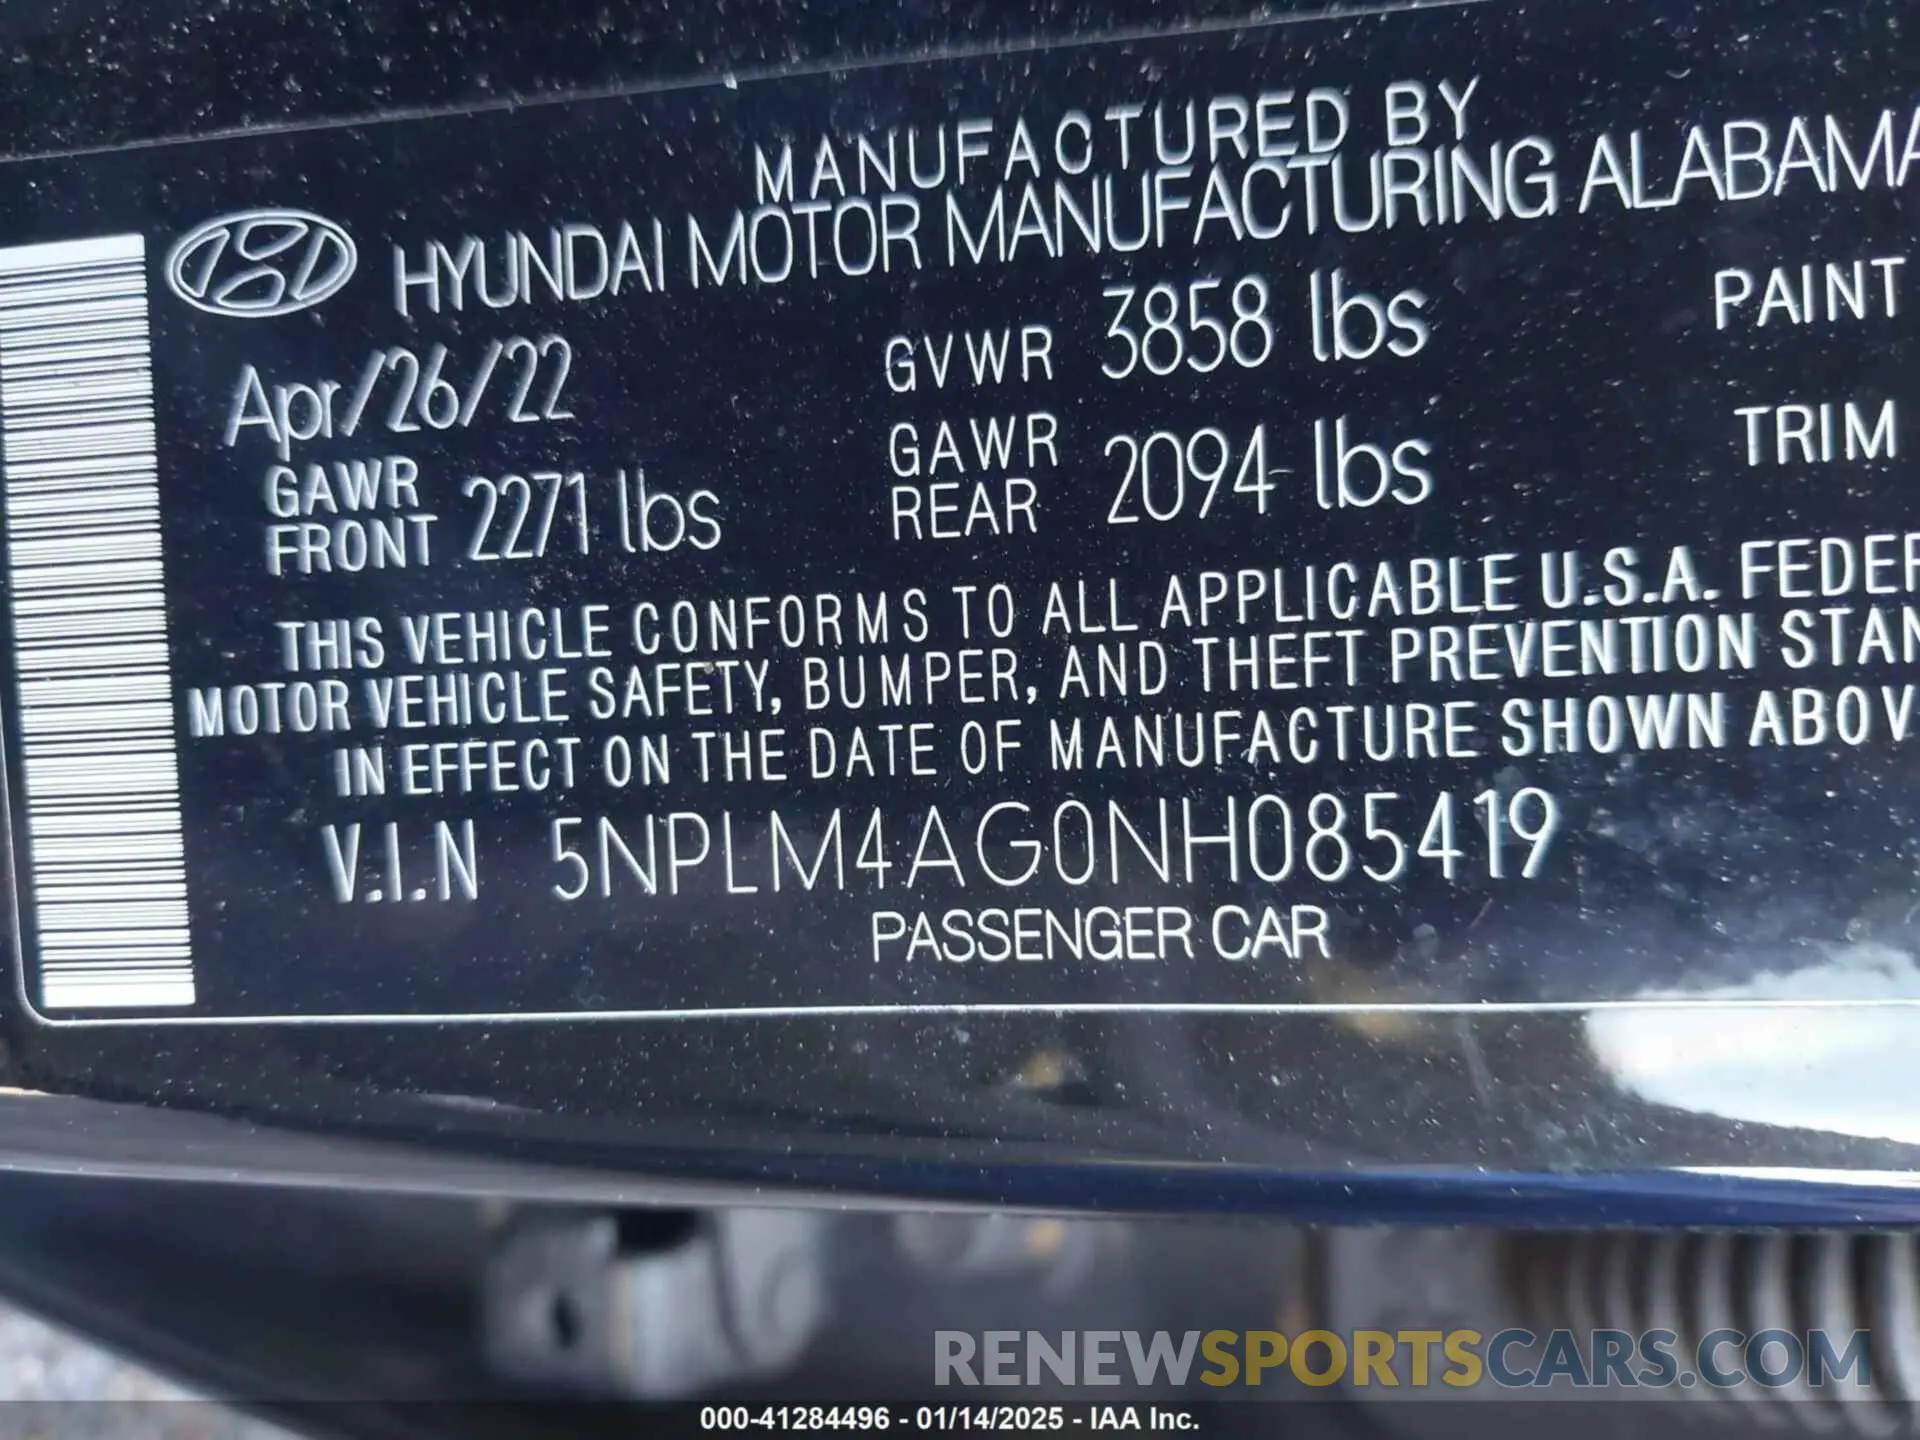 MANUFACTURED BY
HYUNDAI MOTOR MANUFACTURING ALABAMA
Apr/26/22 GVWR 3858 lbs PAINT
GAWR FRONT 2271 lbs GAWR REAR 2094 lbs TRIM
THIS VEHICLE CONFORMS TO ALL APPLICABLE U.S.A. FEDER
MOTOR VEHICLE SAFETY, BUMPER, AND THEFT PREVENTION STAN
IN EFFECT ON THE DATE OF MANUFACTURE SHOWN ABOV
V.I.N 5NPLM4AG0NH085419
PASSENGER CAR
RENEWSPORTSCARS.COM
000-41284496 - 01/14/2025 - IAA Inc.